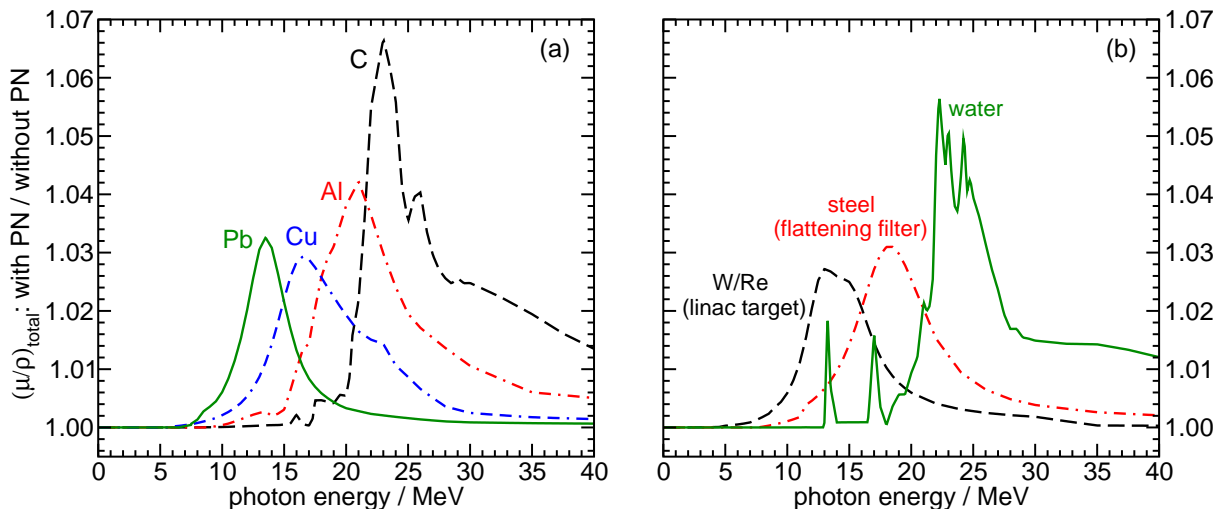 (μ/ρ)total: with PN / without PN
1.07
1.06
1.05
1.04
1.03
1.02
1.01
1.00
(a)
C
Al
Pb
Cu
0 5 10 15 20 25 30 35 40
photon energy / MeV
(b)
water
steel
(flattening filter)
W/Re
(linac target)
1.07
1.06
1.05
1.04
1.03
1.02
1.01
1.00
0 5 10 15 20 25 30 35 40
photon energy / MeV